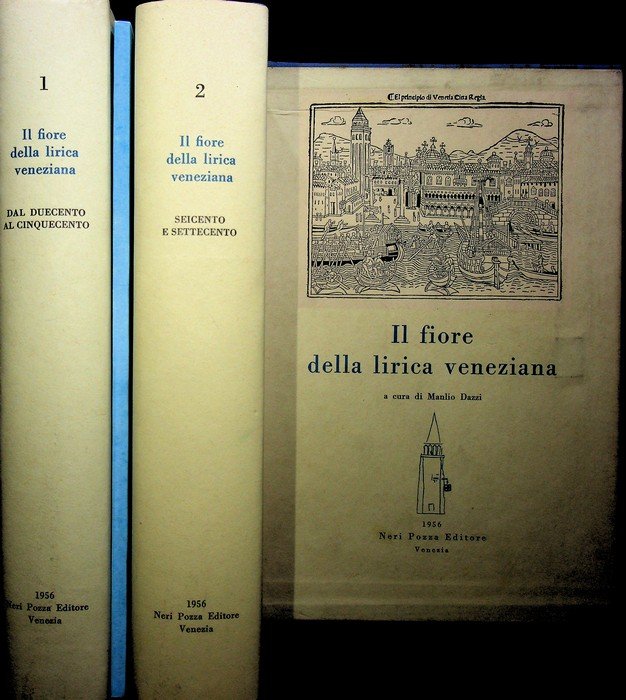 1
Il fiore
della lirica
veneziana
DAL DUECENTO
AL CINQUECENTO
1956
Neri Pozza Editore
Venezia
2
Il fiore
della lirica
veneziana
SEICENTO
E SETTECENTO
1956
Neri Pozza Editore
Venezia
El principio di Venetia Citta Regia.
Il fiore
della lirica veneziana
a cura di Manlio Dazzi
1956
Neri Pozza Editore
Venezia